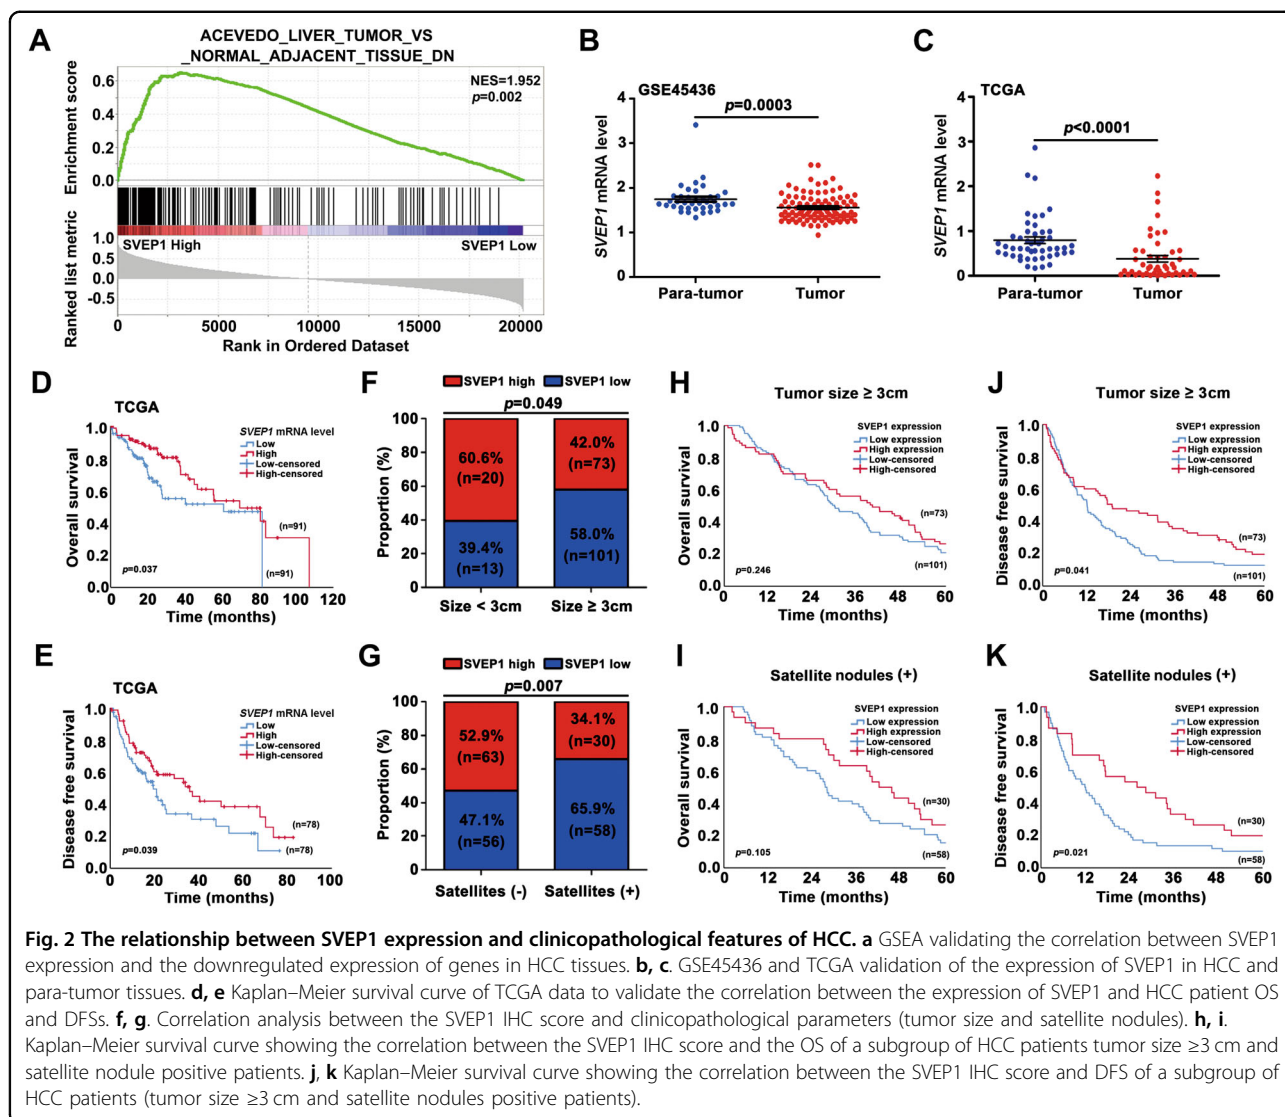 A
ACEVEDO_LIVER_TUMOR_VS
_NORMAL_ADJACENT_TISSUE_DN
Enrichment score
0.6
0.4
0.2
0.0
NES=1.952
p=0.002
Ranked list metric
1.0
0.5
0.0
-0.5
SVEP1 High
SVEP1 Low
0
5000
10000
15000
20000
Rank in Ordered Dataset
B
GSE45436
p=0.0003
SVEP1 mRNA level
4
3
2
1
0
Para-tumor
Tumor
C
TCGA
p<0.0001
SVEP1 mRNA level
4
3
2
1
0
Para-tumor
Tumor
D
TCGA
Overall survival
1.0
0.8
0.6
0.4
0.2
0.0
SVEP1 mRNA level
Low
High
Low-censored
High-censored
(n=91)
(n=91)
p=0.037
0
20
40
60
80
100
120
Time (months)
F
SVEP1 high
SVEP1 low
p=0.049
Proportion (%)
100
80
60
40
20
0
60.6%
(n=20)
39.4%
(n=13)
42.0%
(n=73)
58.0%
(n=101)
Size < 3cm
Size ≥ 3cm
H
Tumor size ≥ 3cm
Overall survival
1.0
0.8
0.6
0.4
0.2
0.0
SVEP1 expression
Low expression
High expression
Low-censored
High-censored
(n=73)
(n=101)
p=0.246
0
12
24
36
48
60
Time (months)
J
Tumor size ≥ 3cm
Disease free survival
1.0
0.8
0.6
0.4
0.2
0.0
SVEP1 expression
Low expression
High expression
Low-censored
High-censored
(n=73)
(n=101)
p=0.041
0
12
24
36
48
60
Time (months)
E
TCGA
Disease free survival
1.0
0.8
0.6
0.4
0.2
0.0
SVEP1 mRNA level
Low
High
Low-censored
High-censored
(n=78)
(n=78)
p=0.039
0
20
40
60
80
100
Time (months)
G
SVEP1 high
SVEP1 low
p=0.007
Proportion (%)
100
80
60
40
20
0
52.9%
(n=63)
47.1%
(n=56)
34.1%
(n=30)
65.9%
(n=58)
Satellites (-)
Satellites (+)
I
Satellite nodules (+)
Overall survival
1.0
0.8
0.6
0.4
0.2
0.0
SVEP1 expression
Low expression
High expression
Low-censored
High-censored
(n=30)
(n=58)
p=0.105
0
12
24
36
48
60
Time (months)
K
Satellite nodules (+)
Disease free survival
1.0
0.8
0.6
0.4
0.2
0.0
SVEP1 expression
Low expression
High expression
Low-censored
High-censored
(n=30)
(n=58)
p=0.021
0
12
24
36
48
60
Time (months)
Fig. 2 The relationship between SVEP1 expression and clinicopathological features of HCC. a GSEA validating the correlation between SVEP1
expression and the downregulated expression of genes in HCC tissues. b, c. GSE45436 and TCGA validation of the expression of SVEP1 in HCC and
para-tumor tissues. d, e Kaplan–Meier survival curve of TCGA data to validate the correlation between the expression of SVEP1 and HCC patient OS
and DFSs. f, g. Correlation analysis between the SVEP1 IHC score and clinicopathological parameters (tumor size and satellite nodules). h, i.
Kaplan–Meier survival curve showing the correlation between the SVEP1 IHC score and the OS of a subgroup of HCC patients tumor size ≥3 cm and
satellite nodule positive patients. j, k Kaplan–Meier survival curve showing the correlation between the SVEP1 IHC score and DFS of a subgroup of
HCC patients (tumor size ≥3 cm and satellite nodules positive patients).